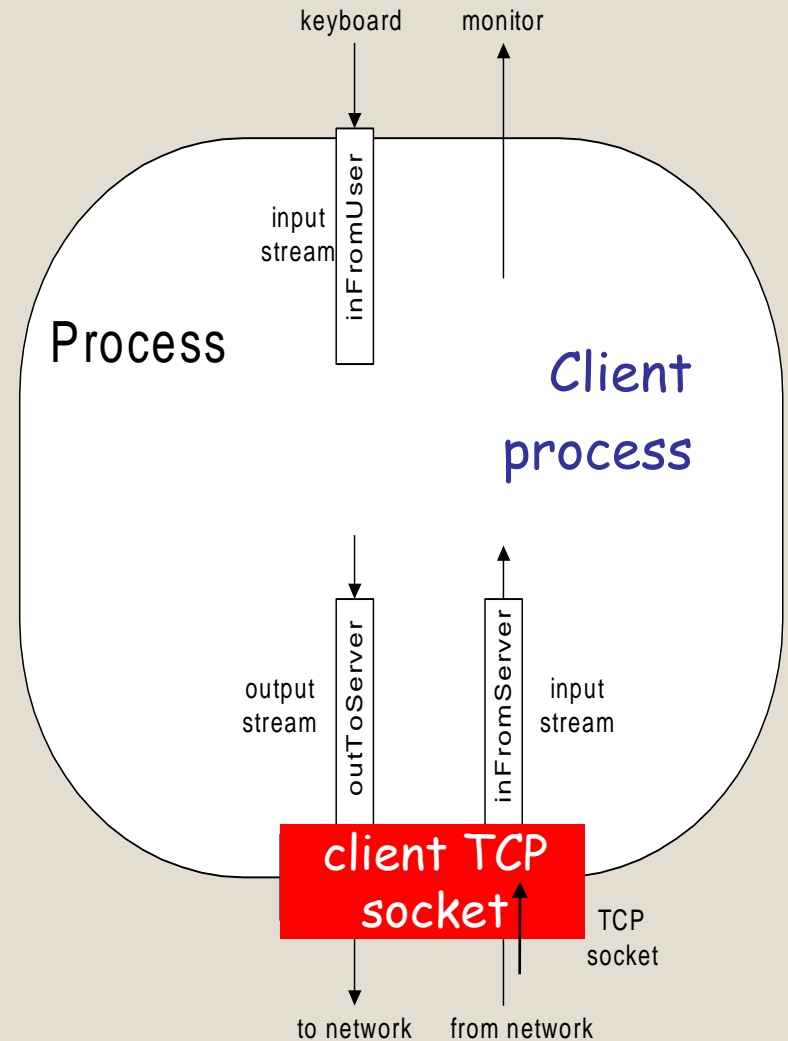 keyboard
monitor
inFromUser
input
stream
Process
Client
process
outToServer
output
stream
inFromServer
input
stream
client TCP
socket
TCP
socket
to network
from network